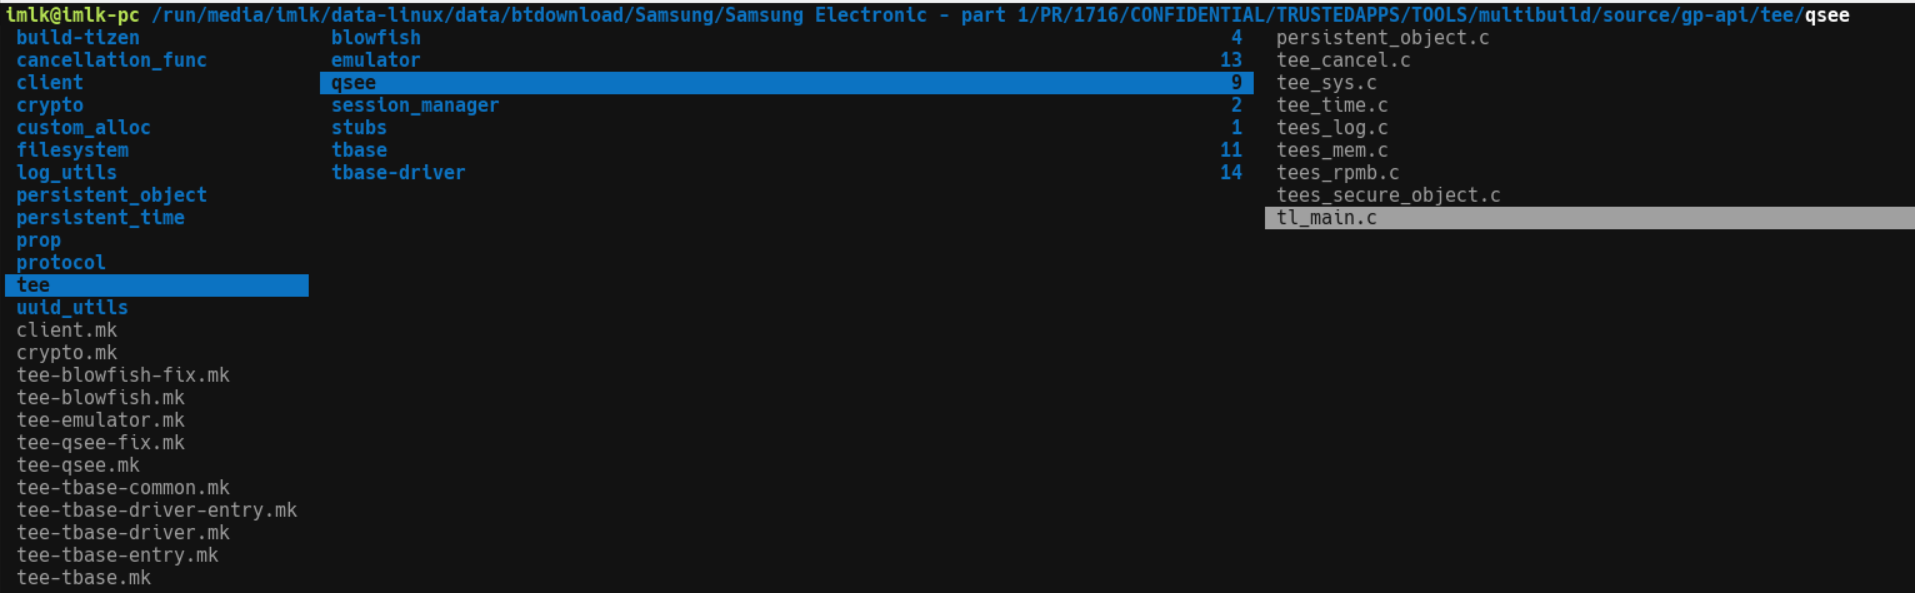 imlk@imlk-pc /run/media/imlk/data-linux/data/btdownload/Samsung/Samsung Electronic - part 1/PR/1716/CONFIDENTIAL/TRUSTEDAPPS/TOOLS/multibuild/source/gp-api/tee/qsee
build-tizen blowfish 4 persistent_object.c
cancellation_func emulator 13 tee_cancel.c
client qsee 9 tee_sys.c
crypto session_manager 2 tee_time.c
custom_alloc stubs 1 tees_log.c
filesystem tbase 11 tees_mem.c
log_utils tbase-driver 14 tees_rpmb.c
persistent_object tees_secure_object.c
persistent_time tl_main.c
prop
protocol
tee
uuid_utils
client.mk
crypto.mk
tee-blowfish-fix.mk
tee-blowfish.mk
tee-emulator.mk
tee-qsee-fix.mk
tee-qsee.mk
tee-tbase-common.mk
tee-tbase-driver-entry.mk
tee-tbase-driver.mk
tee-tbase-entry.mk
tee-tbase.mk